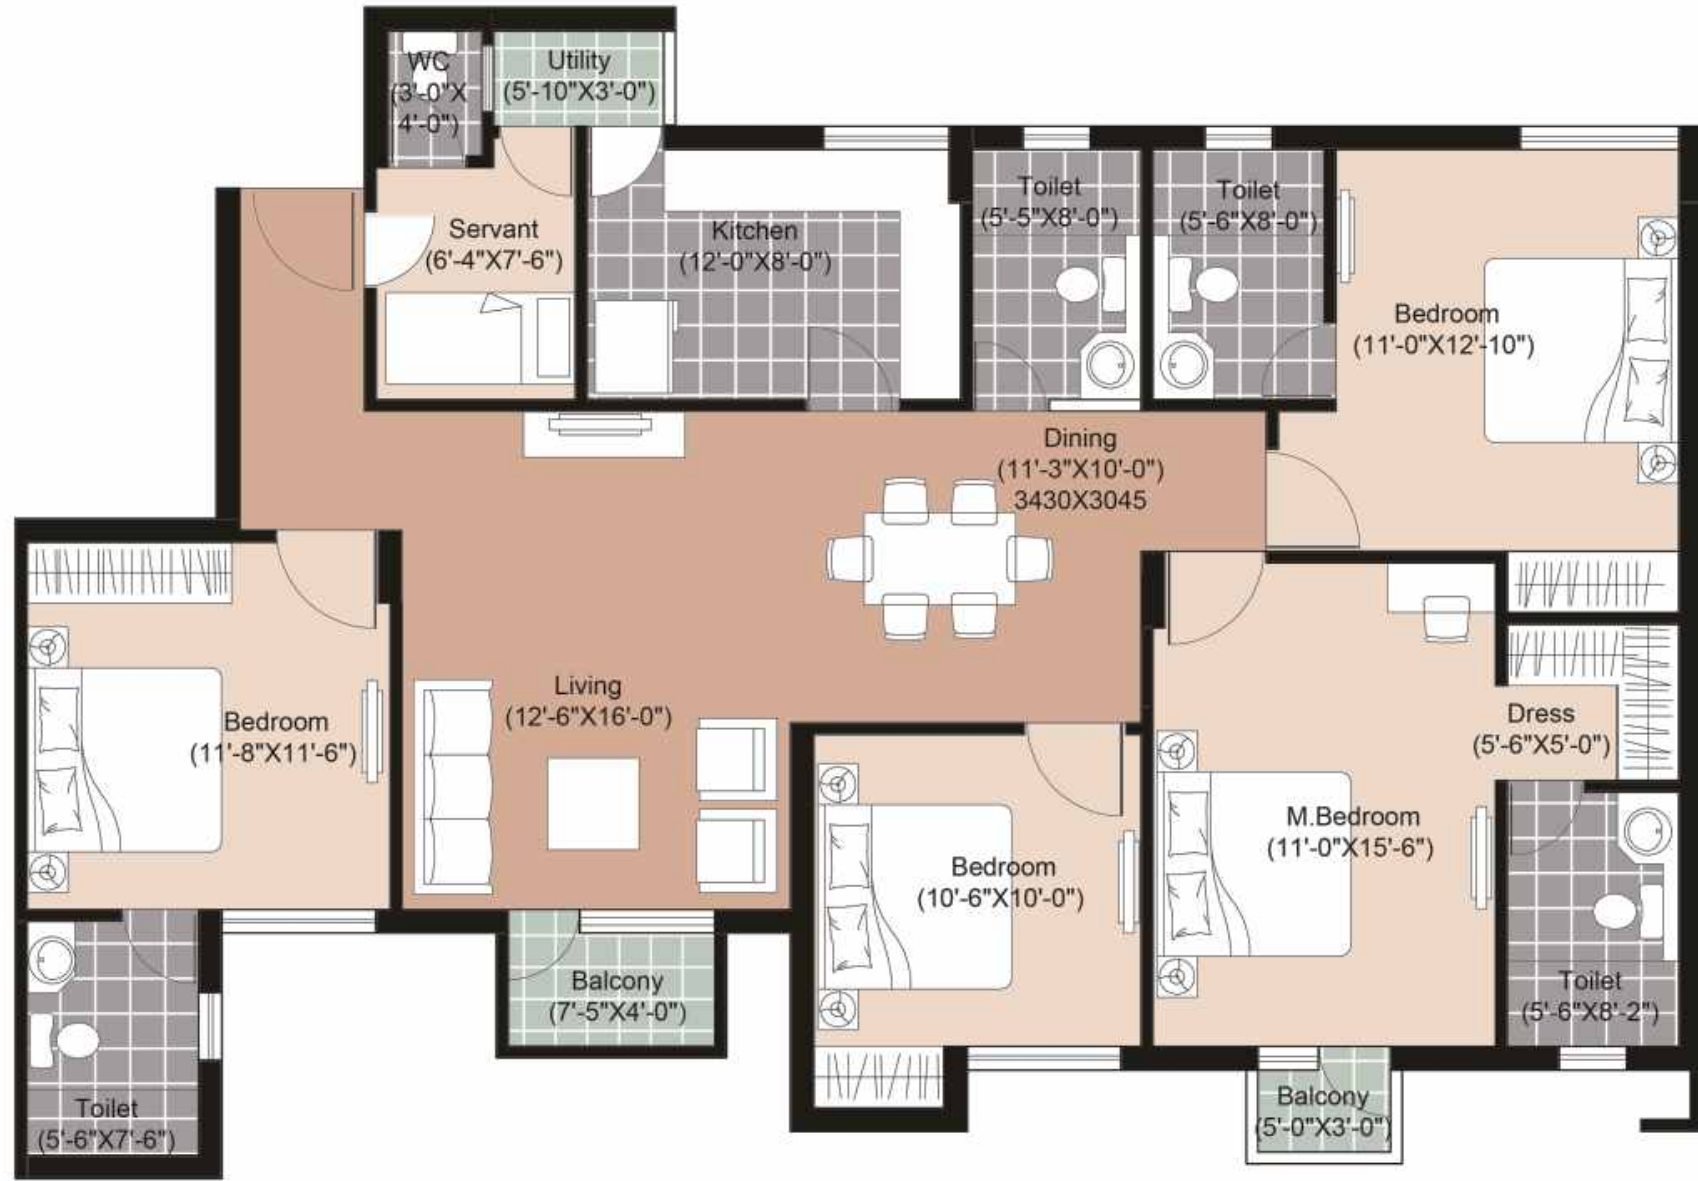 WC
(3'-0"X
4'-0")
Utility
(5'-10"X3'-0")
Servant
(6'-4"X7'-6")
Kitchen
(12'-0"X8'-0")
Toilet
(5'-5"X8'-0")
Toilet
(5'-6"X8'-0")
Bedroom
(11'-0"X12'-10")
Dining
(11'-3"X10'-0")
3430X3045
Living
(12'-6"X16'-0")
Bedroom
(11'-8"X11'-6")
Dress
(5'-6"X5'-0")
M.Bedroom
(11'-0"X15'-6")
Bedroom
(10'-6"X10'-0")
Balcony
(7'-5"X4'-0")
Toilet
(5'-6"X8'-2")
Toilet
(5'-6"X7'-6")
Balcony
(5'-0"X3'-0")